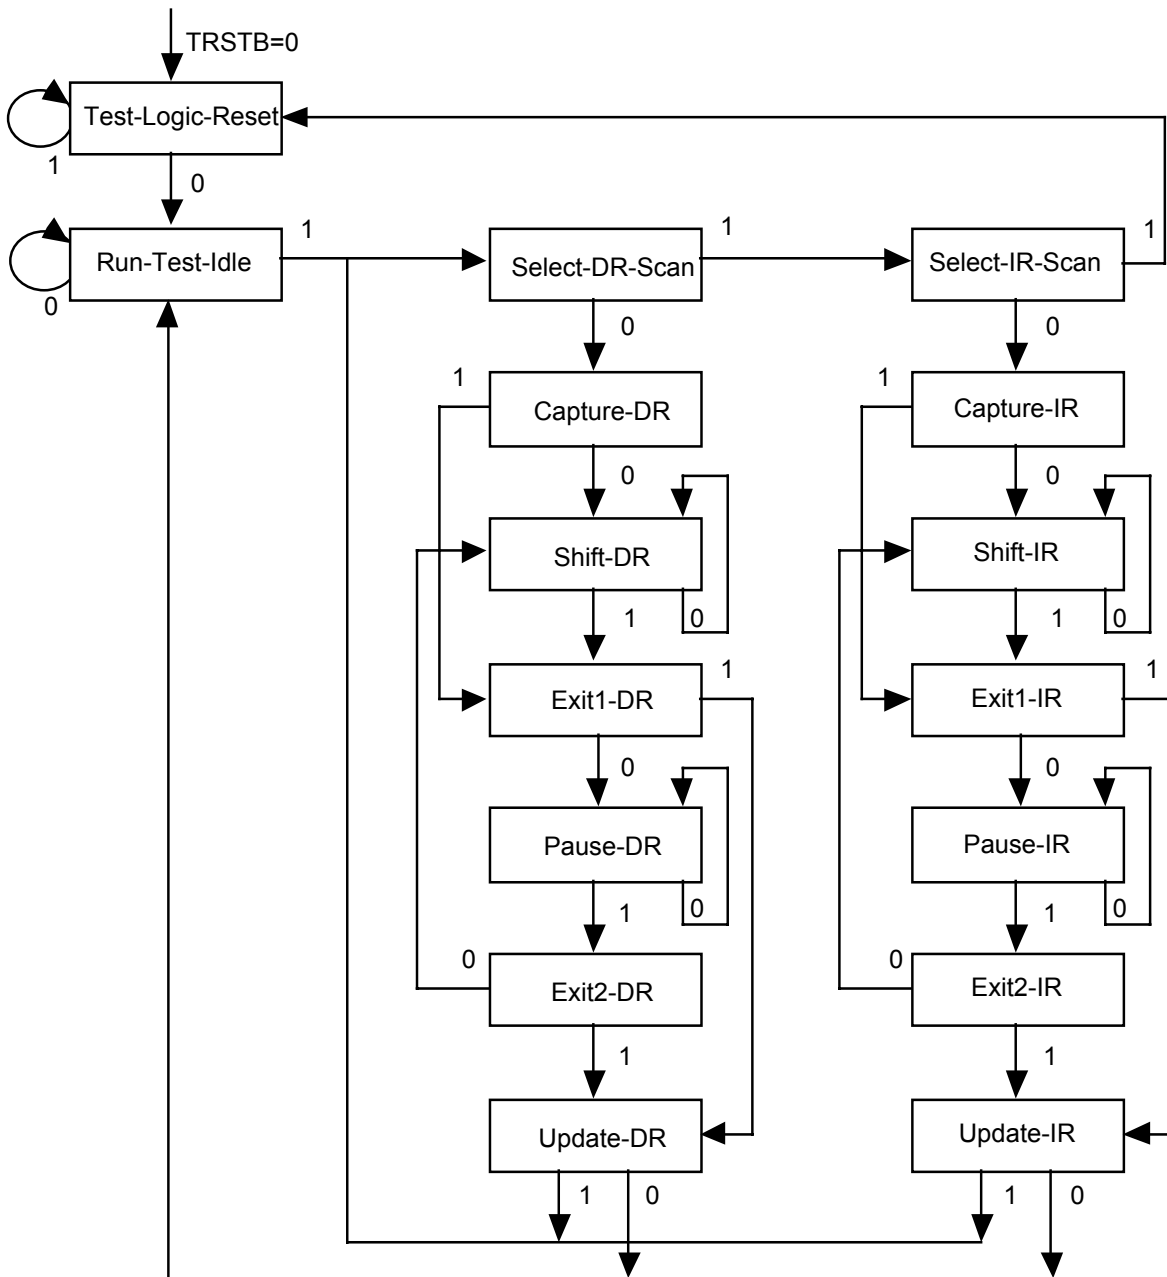 TRSTB=0
Test-Logic-Reset
1
0
Run-Test-Idle
0
1
Select-DR-Scan
1
Select-IR-Scan
1
0
0
1
Capture-DR
1
Capture-IR
0
0
Shift-DR
Shift-IR
1
0
1
0
Exit1-DR
1
Exit1-IR
1
0
0
Pause-DR
Pause-IR
1
0
1
0
0
Exit2-DR
0
Exit2-IR
1
1
Update-DR
Update-IR
1
0
1
0